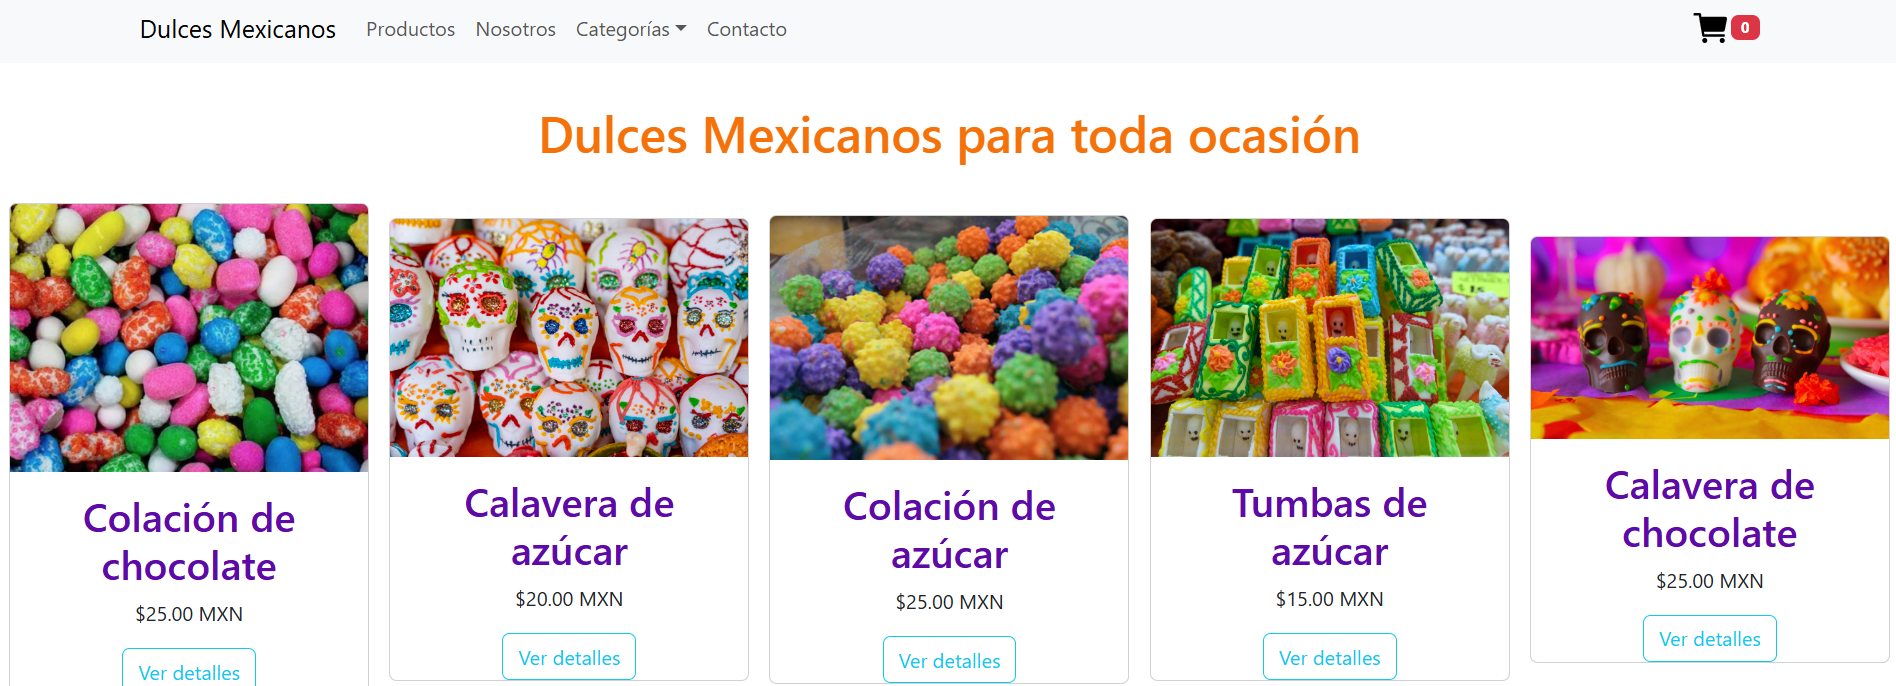 Dulces Mexicanos Productos Nosotros Categorías Contacto 0
Dulces Mexicanos para toda ocasión
Colación de
chocolate
$25.00 MXN
Ver detalles
Calavera de
azúcar
$20.00 MXN
Ver detalles
Colación de
azúcar
$25.00 MXN
Ver detalles
Tumbas de
azúcar
$15.00 MXN
Ver detalles
Calavera de
chocolate
$25.00 MXN
Ver detalles